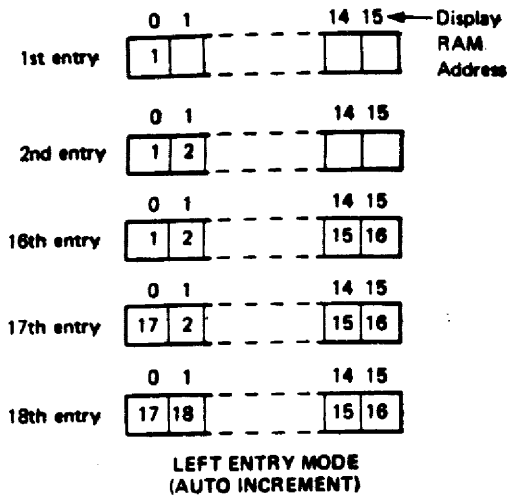 0 1 14 15 Display
RAM
Address
1st entry 1
0 1 14 15
2nd entry 1 2
0 1 14 15
16th entry 1 2 15 16
0 1 14 15
17th entry 17 2 15 16
0 1 14 15
18th entry 17 18 15 16
LEFT ENTRY MODE
(AUTO INCREMENT)